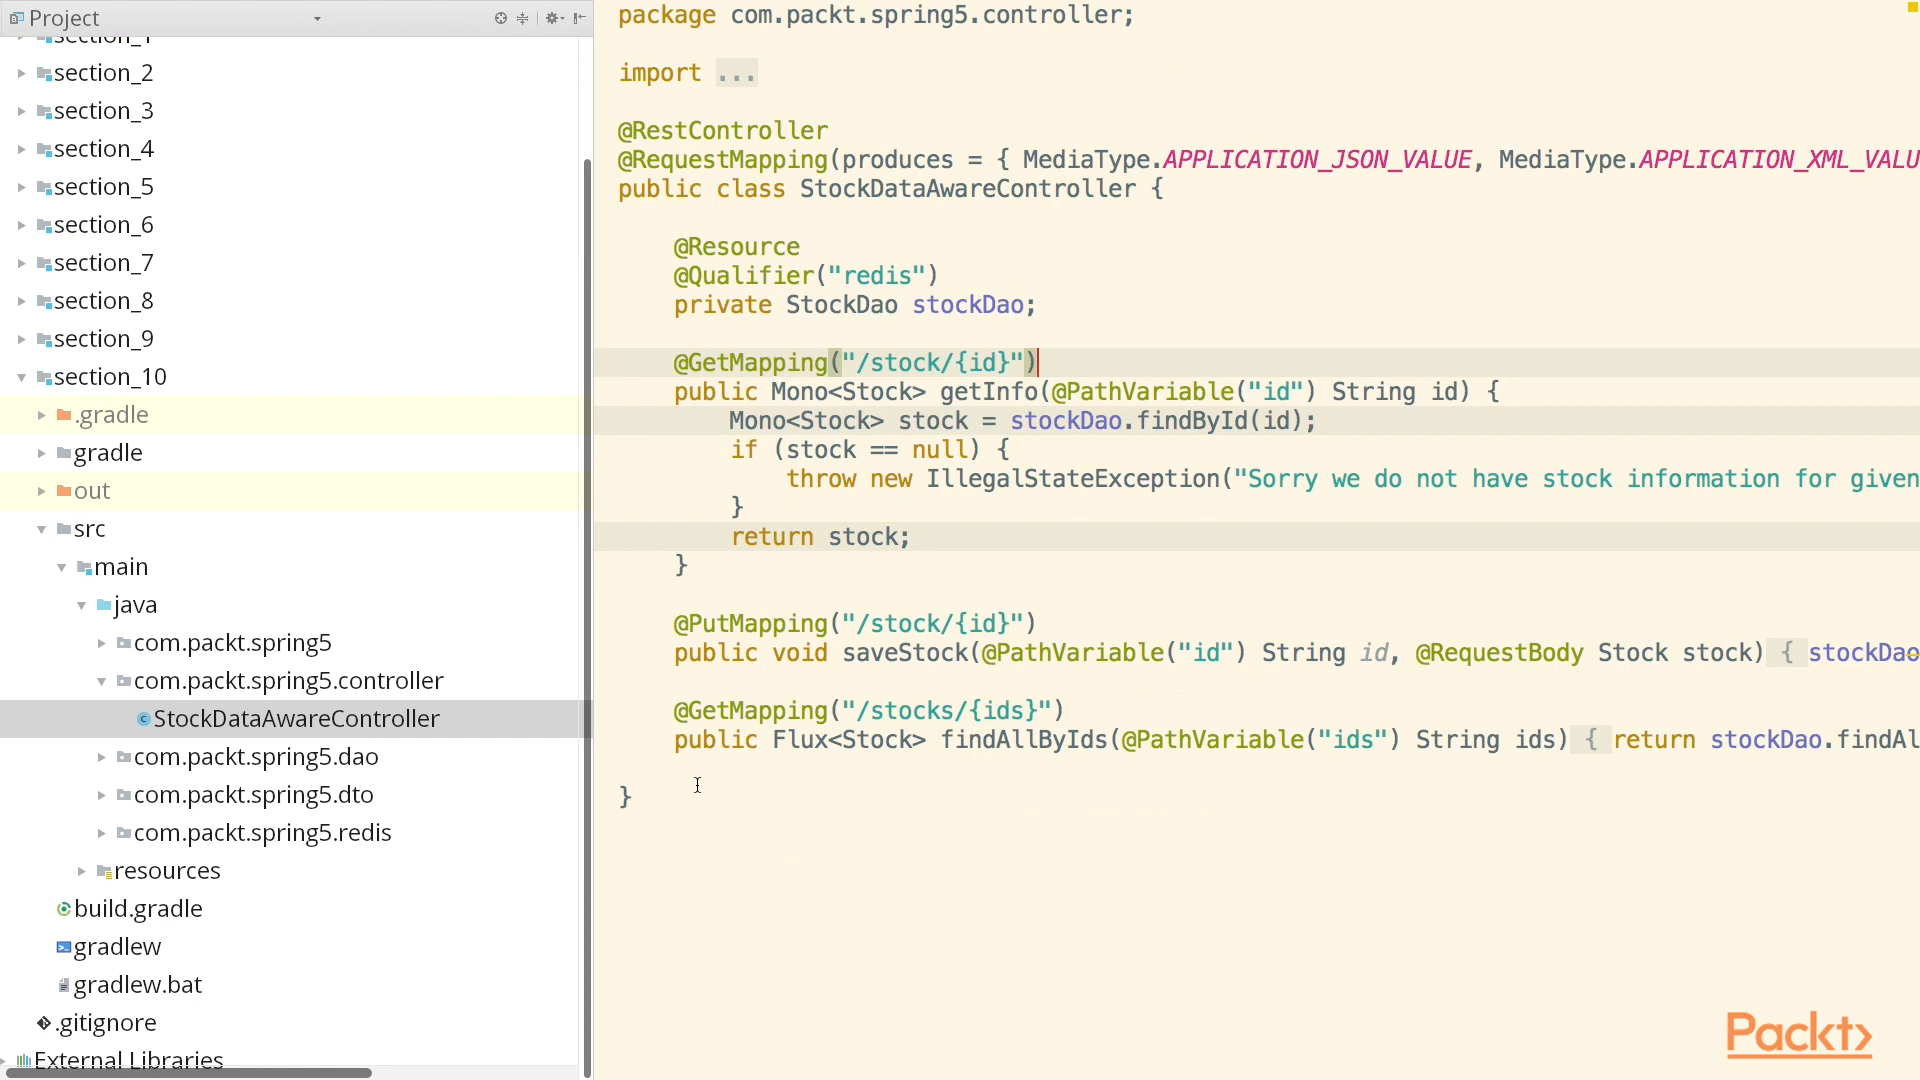 Project
section_1
section_2
section_3
section_4
section_5
section_6
section_7
section_8
section_9
section_10
.gradle
gradle
out
src
main
java
com.packt.spring5
com.packt.spring5.controller
StockDataAwareController
com.packt.spring5.dao
com.packt.spring5.dto
com.packt.spring5.redis
resources
build.gradle
gradlew
gradlew.bat
.gitignore
External Libraries
package com.packt.spring5.controller;
import ...
@RestController
@RequestMapping(produces = { MediaType.APPLICATION_JSON_VALUE, MediaType.APPLICATION_XML_VALU
public class StockDataAwareController {
@Resource
@Qualifier("redis")
private StockDao stockDao;
@GetMapping("/stock/{id}")
public Mono<Stock> getInfo(@PathVariable("id") String id) {
Mono<Stock> stock = stockDao.findById(id);
if (stock == null) {
throw new IllegalStateException("Sorry we do not have stock information for given
}
return stock;
}
@PutMapping("/stock/{id}")
public void saveStock(@PathVariable("id") String id, @RequestBody Stock stock) { stockDao
@GetMapping("/stocks/{ids}")
public Flux<Stock> findAllByIds(@PathVariable("ids") String ids) { return stockDao.findAl
}
Packt>